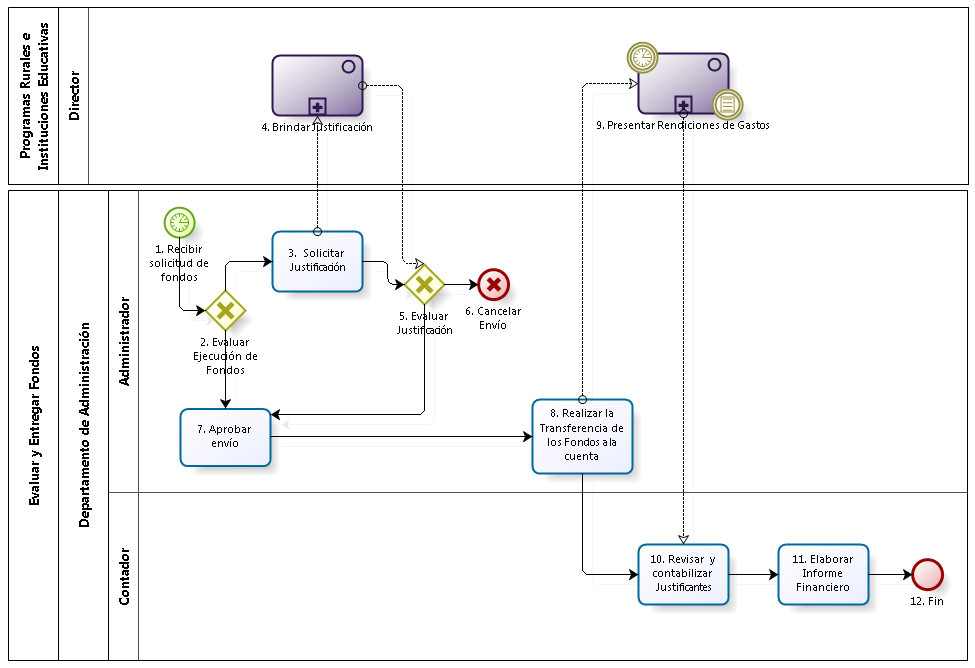 Programas Rurales e
Instituciones Educativas
Director
4. Brindar Justificación
9. Presentar Rendiciones de Gastos
Evaluar y Entregar Fondos
Departamento de Administración
Administrador
1. Recibir
solicitud de
fondos
2. Evaluar
Ejecución de
Fondos
3. Solicitar
Justificación
5. Evaluar
Justificación
6. Cancelar
Envío
7. Aprobar
envío
8. Realizar la
Transferencia de
los Fondos a la
cuenta
Contador
10. Revisar y
contabilizar
Justificantes
11. Elaborar
Informe
Financiero
12. Fin